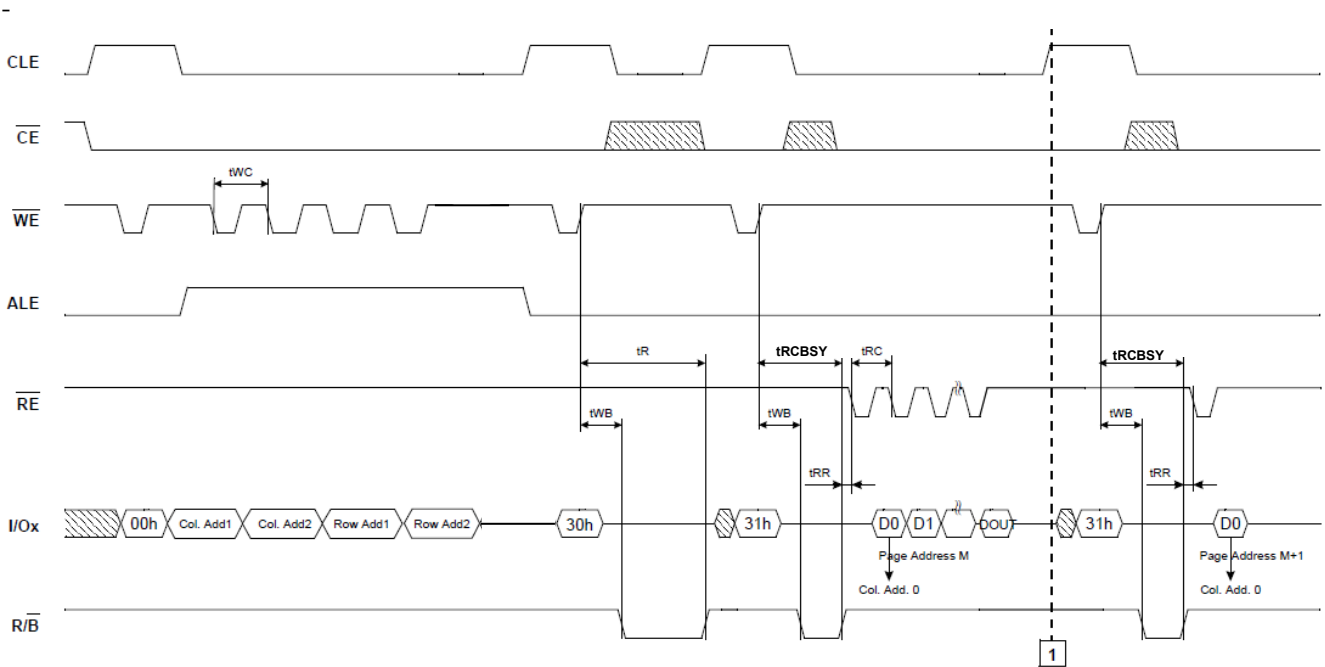 CLE
CE
tWC
WE
ALE
tR
tRCBSY
tRC
tRCBSY
RE
tWB
tWB
tWB
tRR
tRR
I/Ox
00h
Col. Add1
Col. Add2
Row Add1
Row Add2
30h
31h
D0
D1
DOUT
31h
D0
Page Address M
Page Address M+1
Col. Add. 0
Col. Add. 0
R/B
1